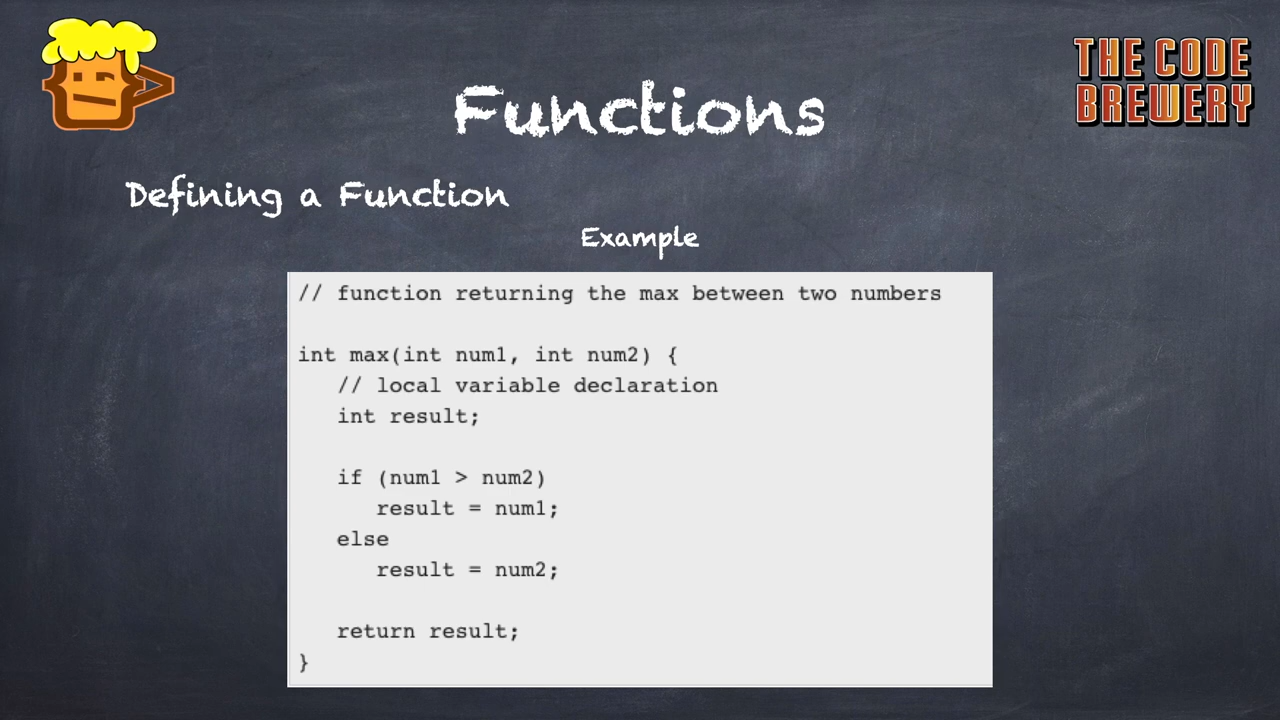 THE CODE
BREWERY
Functions
Defining a Function
Example
// function returning the max between two numbers
int max(int num1, int num2) {
// local variable declaration
int result;
if (num1 > num2)
result = num1;
else
result = num2;
return result;
}